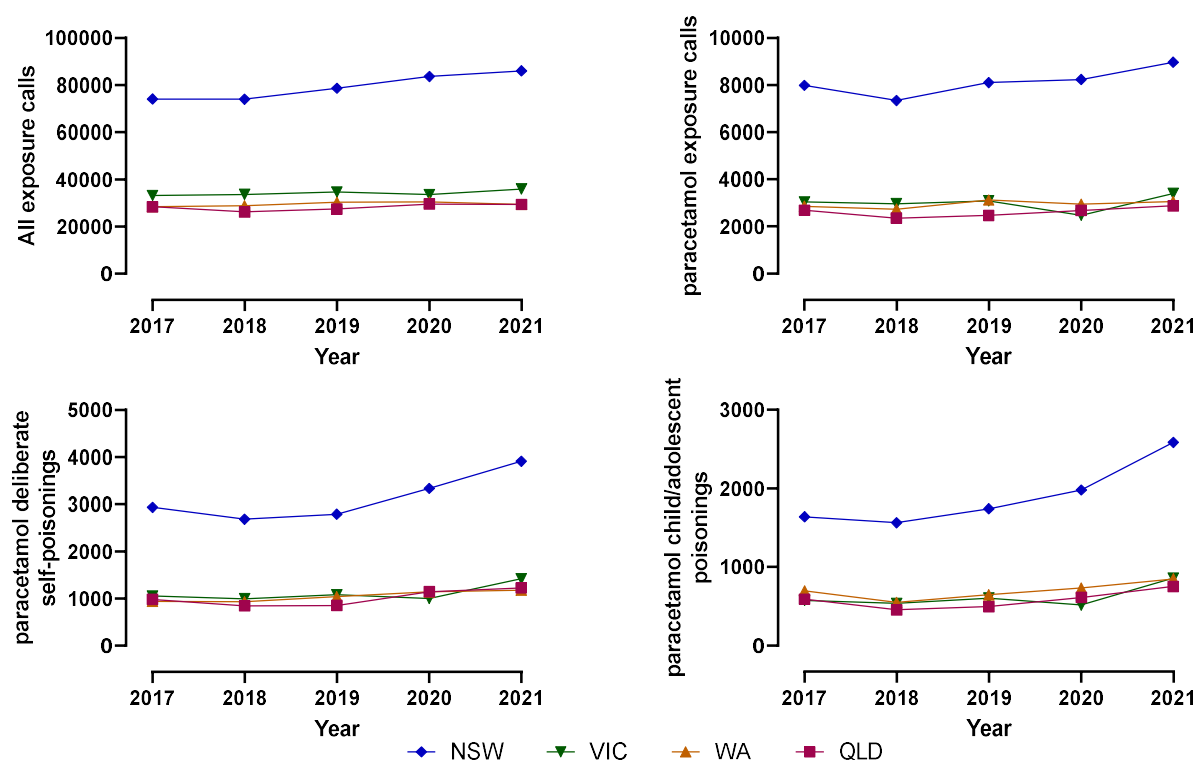 All exposure calls
100000
80000
60000
40000
20000
0
2017 2018 2019 2020 2021
Year
paracetamol exposure calls
10000
8000
6000
4000
2000
0
2017 2018 2019 2020 2021
Year
paracetamol deliberate
self-poisonings
5000
4000
3000
2000
1000
0
2017 2018 2019 2020 2021
Year
paracetamol child/adolescent
poisonings
3000
2000
1000
0
2017 2018 2019 2020 2021
Year
NSW VIC WA QLD